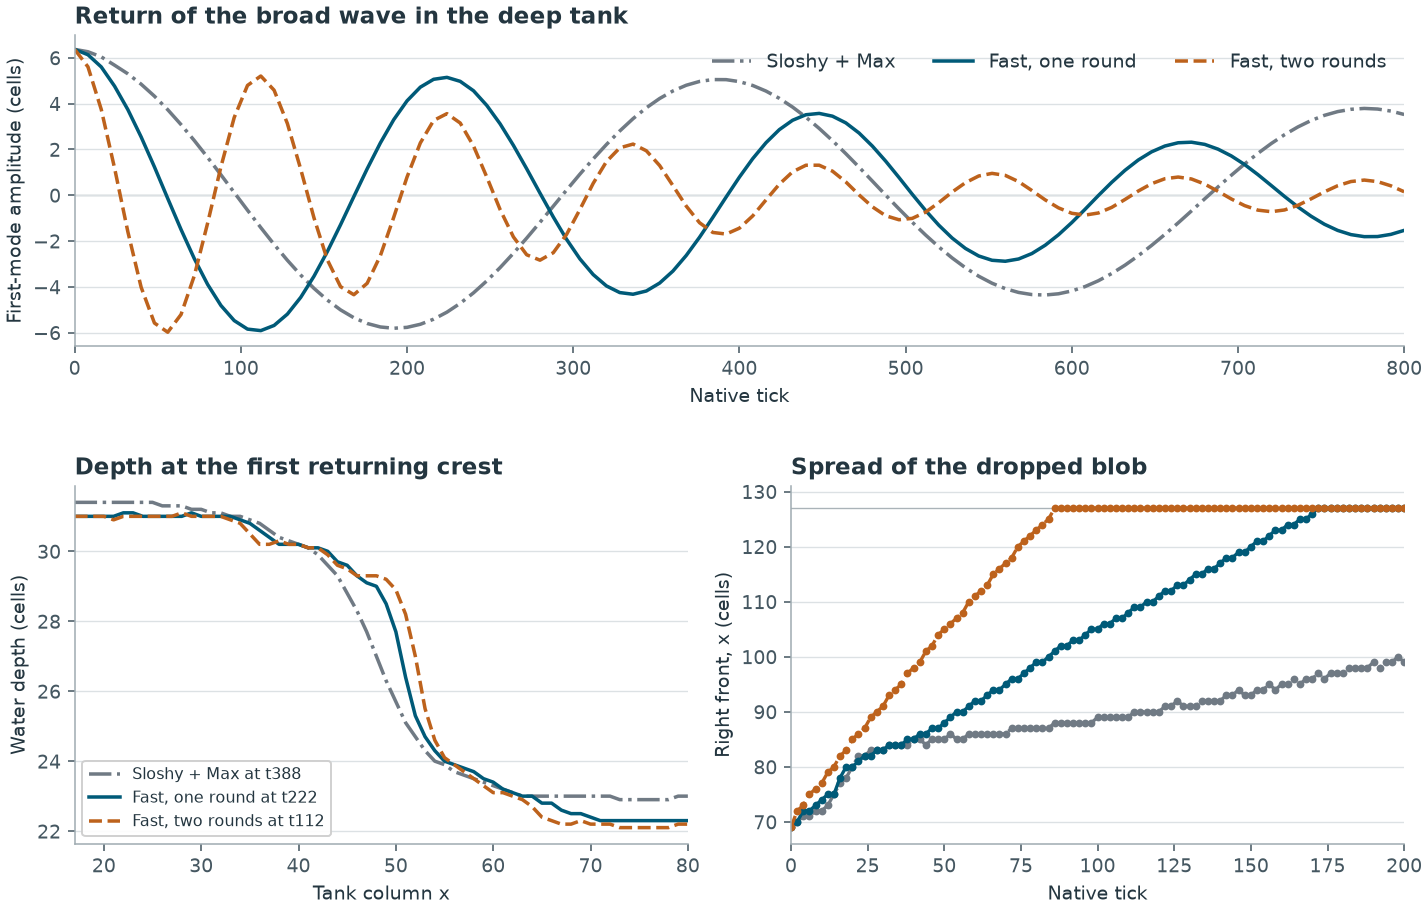 Return of the broad wave in the deep tank
Sloshy + Max
Fast, one round
Fast, two rounds
First-mode amplitude (cells)
6
4
2
0
−2
−4
−6
0 100 200 300 400 500 600 700 800
Native tick
Depth at the first returning crest
Water depth (cells)
30
28
26
24
22
Sloshy + Max at t388
Fast, one round at t222
Fast, two rounds at t112
20 30 40 50 60 70 80
Tank column x
Spread of the dropped blob
Right front, x (cells)
130
120
110
100
90
80
70
0 25 50 75 100 125 150 175 200
Native tick